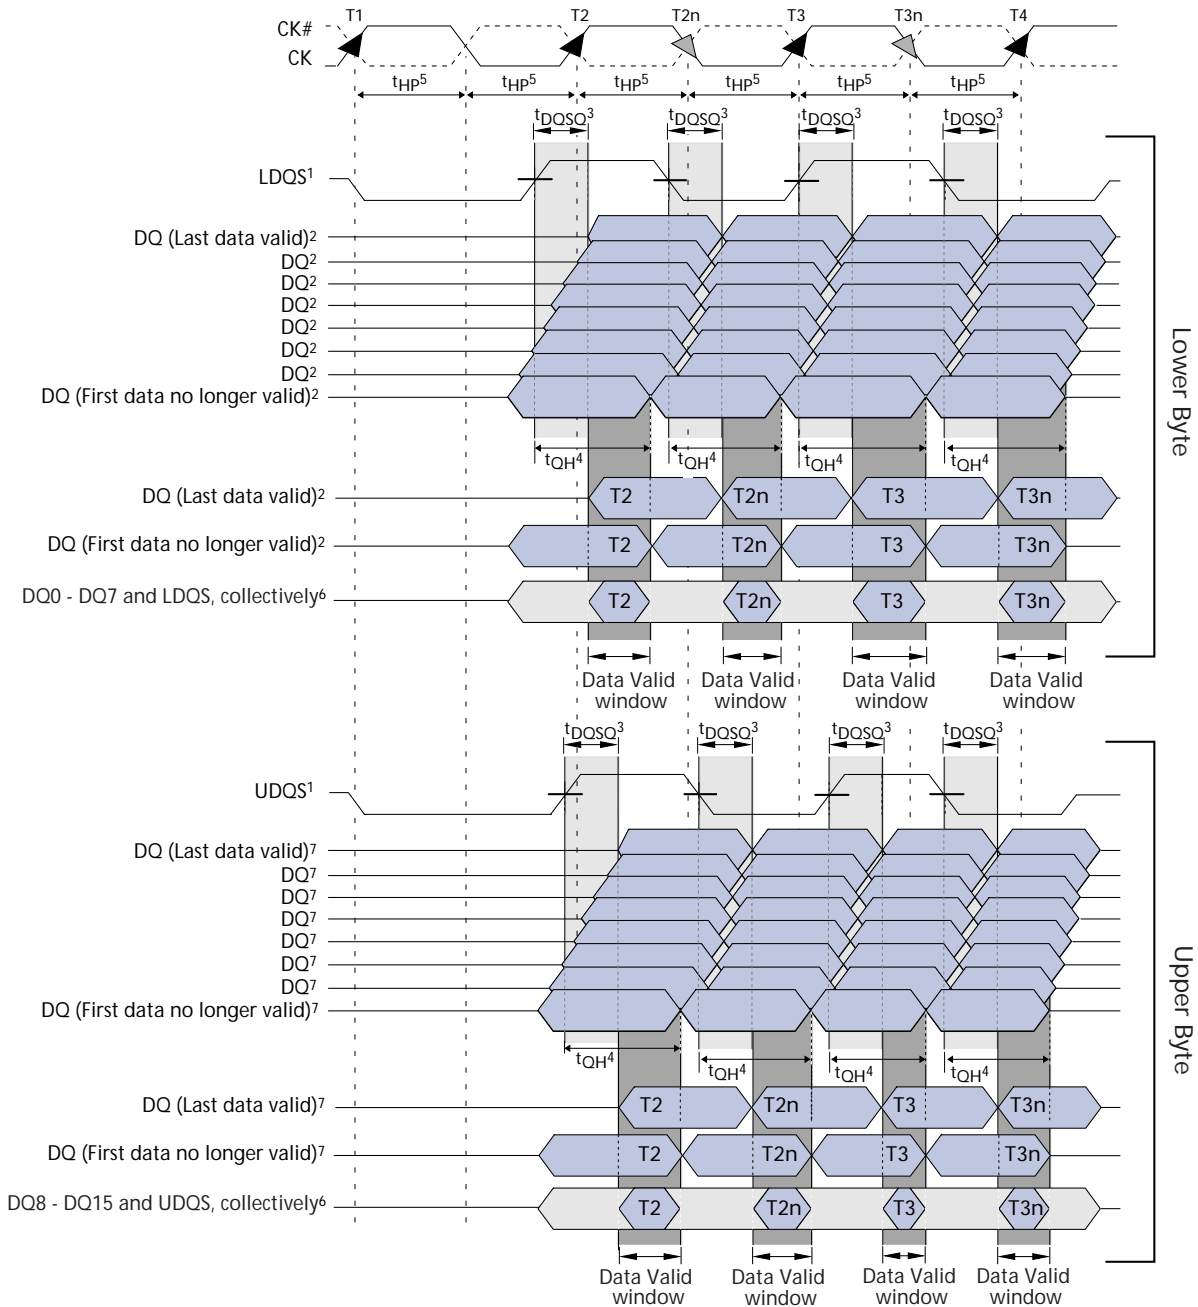 T1 T2 T2n T3 T3n T4
CK#
CK
tHP5 tHP5 tHP5 tHP5 tHP5 tHP5
tDQSQ3 tDQSQ3 tDQSQ3 tDQSQ3
LDQS1
DQ (Last data valid)2
DQ2
DQ2
DQ2
DQ2
DQ2
DQ2
DQ (First data no longer valid)2
tQH4 tQH4 tQH4 tQH4
DQ (Last data valid)2 T2 T2n T3 T3n
DQ (First data no longer valid)2 T2 T2n T3 T3n
DQ0 - DQ7 and LDQS, collectively6 T2 T2n T3 T3n
Data Valid window Data Valid window Data Valid window Data Valid window
Lower Byte
tDQSQ3 tDQSQ3 tDQSQ3 tDQSQ3
UDQS1
DQ (Last data valid)7
DQ7
DQ7
DQ7
DQ7
DQ7
DQ7
DQ (First data no longer valid)7
tQH4 tQH4 tQH4 tQH4
DQ (Last data valid)7 T2 T2n T3 T3n
DQ (First data no longer valid)7 T2 T2n T3 T3n
DQ8 - DQ15 and UDQS, collectively6 T2 T2n T3 T3n
Data Valid window Data Valid window Data Valid window Data Valid window
Upper Byte